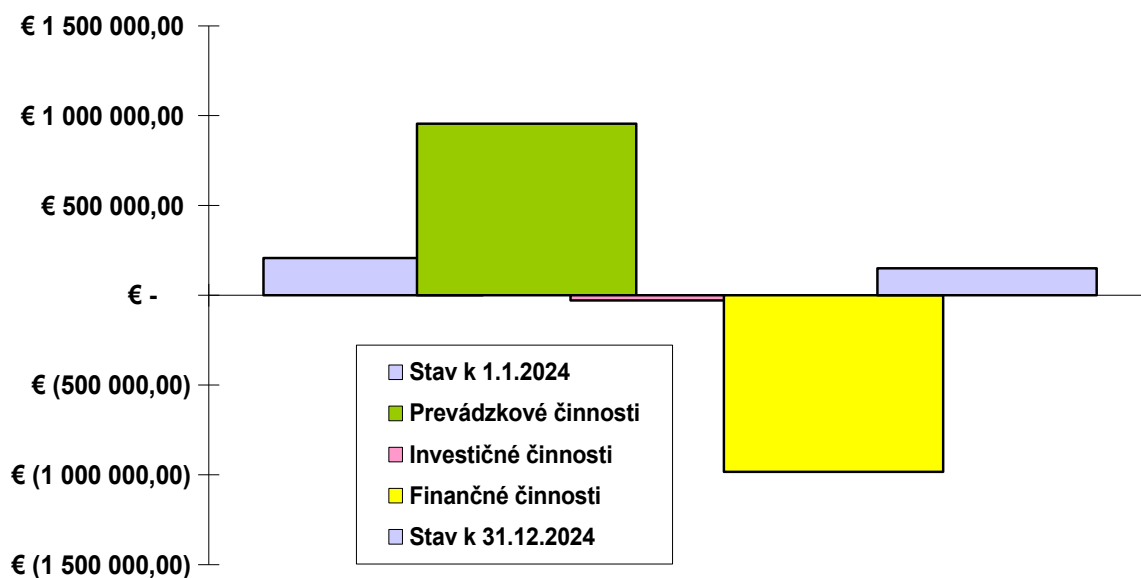 € 1 500 000,00
€ 1 000 000,00
€ 500 000,00
€ -
€ (500 000,00)
€ (1 000 000,00)
€ (1 500 000,00)
Stav k 1.1.2024
Prevádzkové činnosti
Investičné činnosti
Finančné činnosti
Stav k 31.12.2024